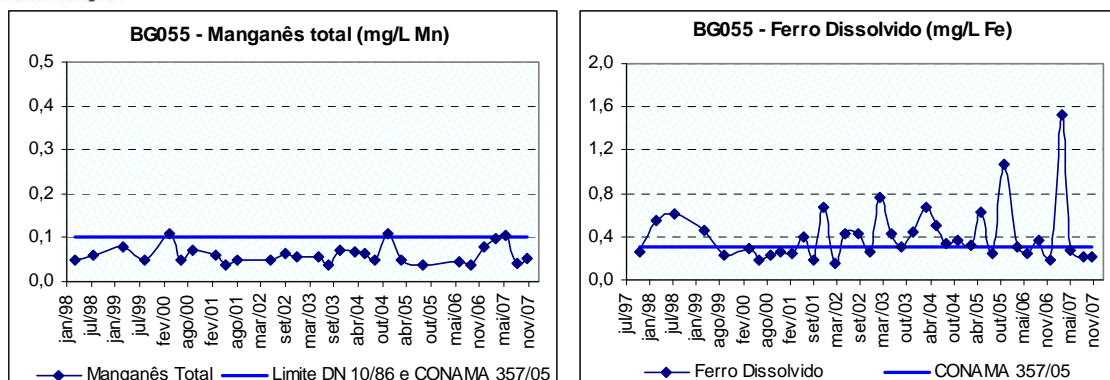 BG055 - Manganês total (mg/L Mn)
0,5
0,4
0,3
0,2
0,1
0,0
jan/98
jul/98
jan/99
jul/99
fev/00
ago/00
fev/01
ago/01
mar/02
set/02
mar/03
out/03
abr/04
out/04
abr/05
out/05
mai/06
nov/06
mai/07
nov/07
Manganês Total
Limite DN 10/86 e CONAMA 357/05
BG055 - Ferro Dissolvido (mg/L Fe)
2,0
1,6
1,2
0,8
0,4
0,0
jul/97
jan/98
jul/98
jan/99
ago/99
fev/00
ago/00
mar/01
set/01
mar/02
set/02
abr/03
out/03
abr/04
abr/05
out/05
mai/06
nov/06
mai/07
nov/07
Ferro Dissolvido
CONAMA 357/05